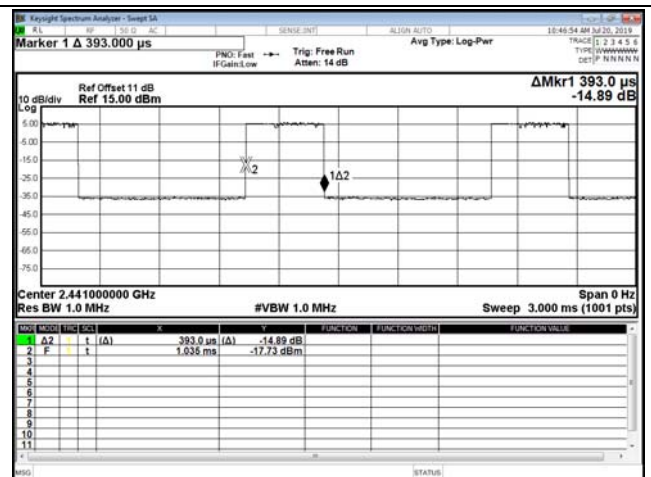 Keysight Spectrum Analyzer - Swept SA
RL RF 50 Ω AC SENSE:INT ALIGN AUTO 10:46:54 AM Jul 20, 2019
Marker 1 Δ 393.000 μs Avg Type: Log-Pwr TRACE 1 2 3 4 5 6
PNO: Fast Trig: Free Run TYPE WWWWWW
IFGain:Low Atten: 14 dB DET P NNNNN
ΔMkr1 393.0 μs
Ref Offset 11 dB
10 dB/div Ref 15.00 dBm -14.89 dB
Log
5.00
-5.00
-15.0
2
-25.0
1Δ2
-35.0
-45.0
-55.0
-65.0
-75.0
Center 2.441000000 GHz Span 0 Hz
Res BW 1.0 MHz #VBW 1.0 MHz Sweep 3.000 ms (1001 pts)
MKR MODE TRC SCL X Y FUNCTION FUNCTION WIDTH FUNCTION VALUE
1 Δ2 1 t (Δ) 393.0 μs (Δ) -14.89 dB
2 F 1 t 1.035 ms -17.73 dBm
3
4
5
6
7
8
9
10
11
MSG STATUS